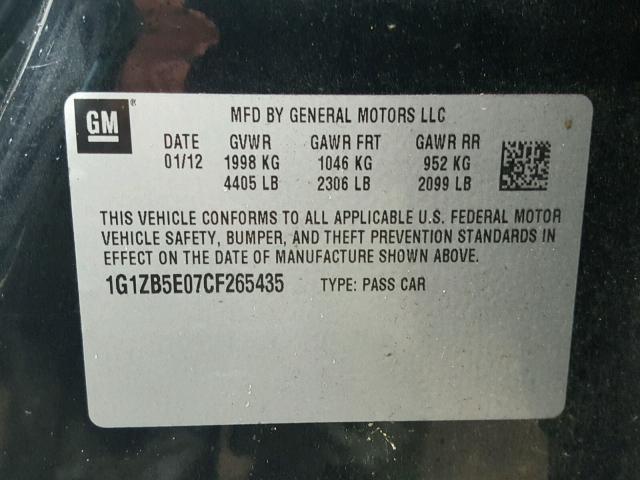 GM ® MFD BY GENERAL MOTORS LLC
DATE GVWR GAWR FRT GAWR RR
01/12 1998 KG 1046 KG 952 KG
4405 LB 2306 LB 2099 LB
THIS VEHICLE CONFORMS TO ALL APPLICABLE U.S. FEDERAL MOTOR
VEHICLE SAFETY, BUMPER, AND THEFT PREVENTION STANDARDS IN
EFFECT ON THE DATE OF MANUFACTURE SHOWN ABOVE.
1G1ZB5E07CF265435 TYPE: PASS CAR